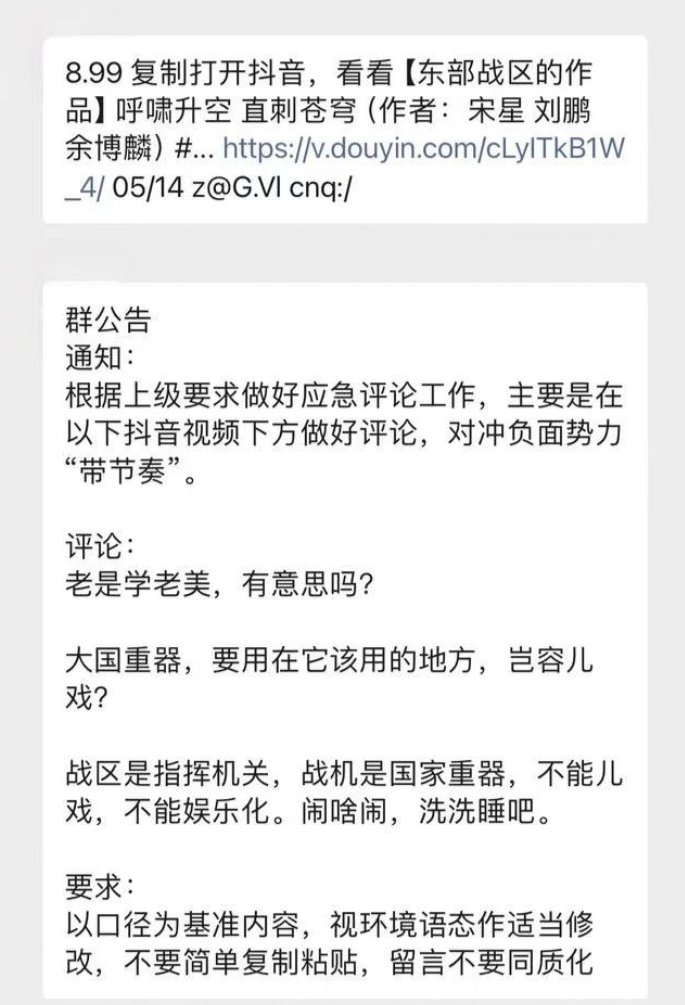 8.99 复制打开抖音，看看【东部战区的作
品】呼啸升空 直刺苍穹（作者： 宋星 刘鹏
余博麟）#... https://v.douyin.com/cLyITkB1W
_4/ 05/14 z@G.VI cnq:/
群公告
通知：
根据上级要求做好应急评论工作，主要是在
以下抖音视频下方做好评论，对冲负面势力
“带节奏”。
评论：
老是学老美，有意思吗？
大国重器，要用在它该用的地方，岂容儿
戏？
战区是指挥机关，战机是国家重器，不能儿
戏，不能娱乐化。闹啥闹，洗洗睡吧。
要求：
以口径为基准内容，视环境语态作适当修
改，不要简单复制粘贴，留言不要同质化